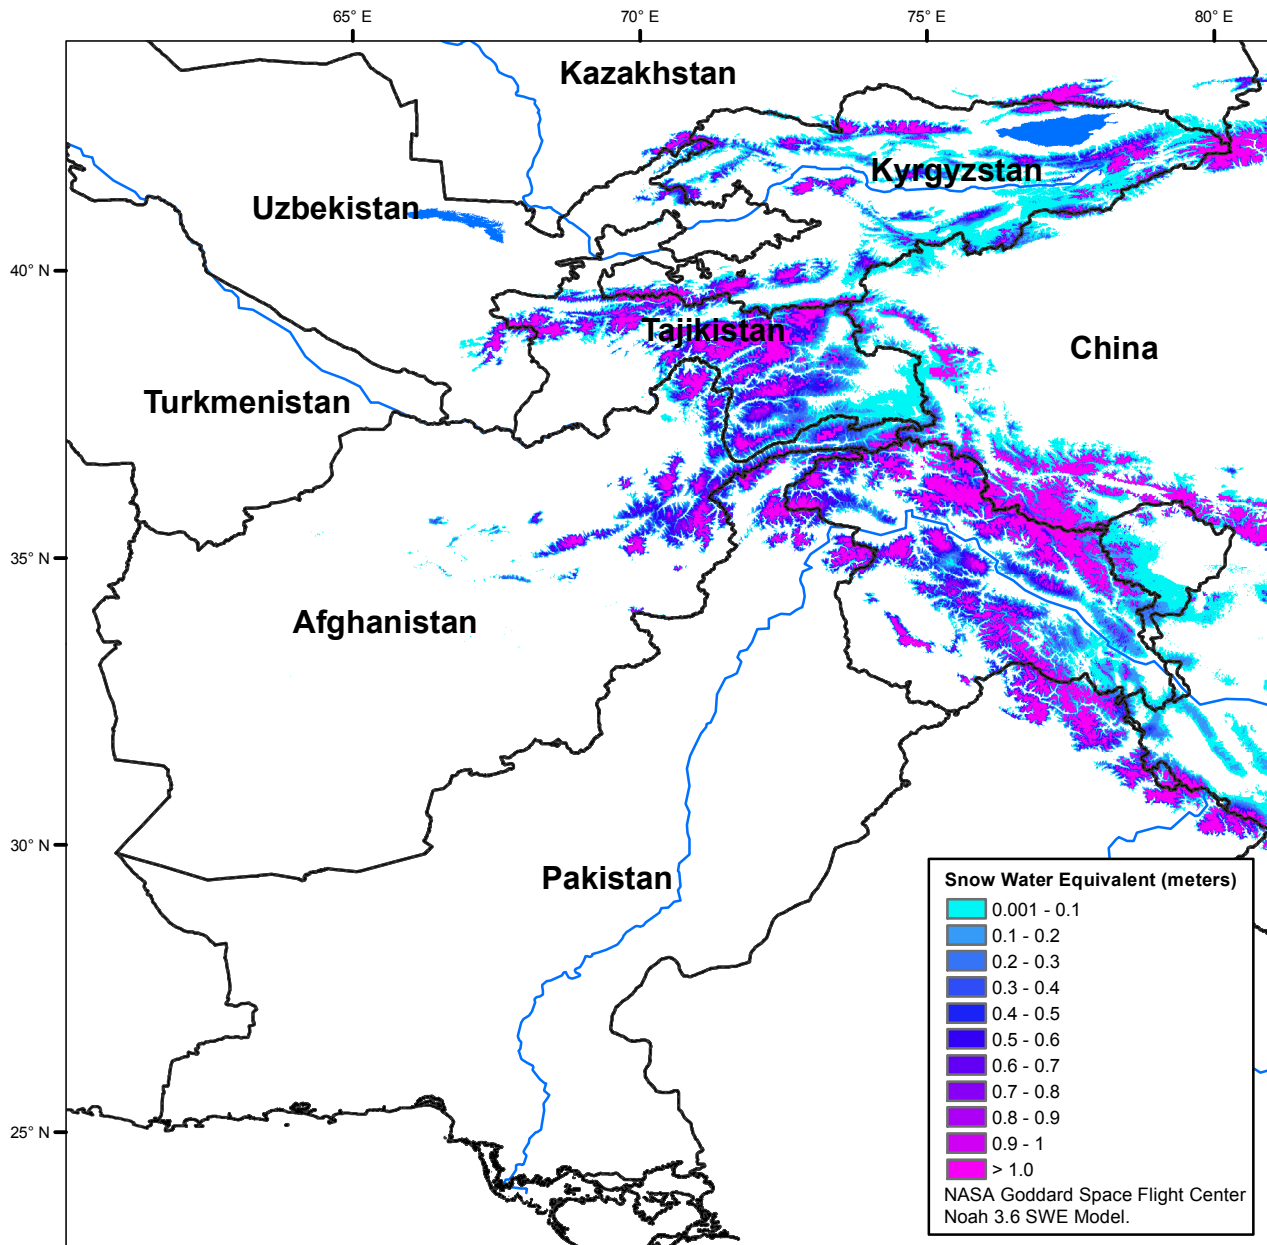 65° E
70° E
75° E
80° E
Kazakhstan
Kyrgyzstan
Uzbekistan
40° N
Tajikistan
China
Turkmenistan
35° N
Afghanistan
30° N
Pakistan
25° N
Snow Water Equivalent (meters)
0.001 - 0.1
0.1 - 0.2
0.2 - 0.3
0.3 - 0.4
0.4 - 0.5
0.5 - 0.6
0.6 - 0.7
0.7 - 0.8
0.8 - 0.9
0.9 - 1
> 1.0
NASA Goddard Space Flight Center
Noah 3.6 SWE Model.